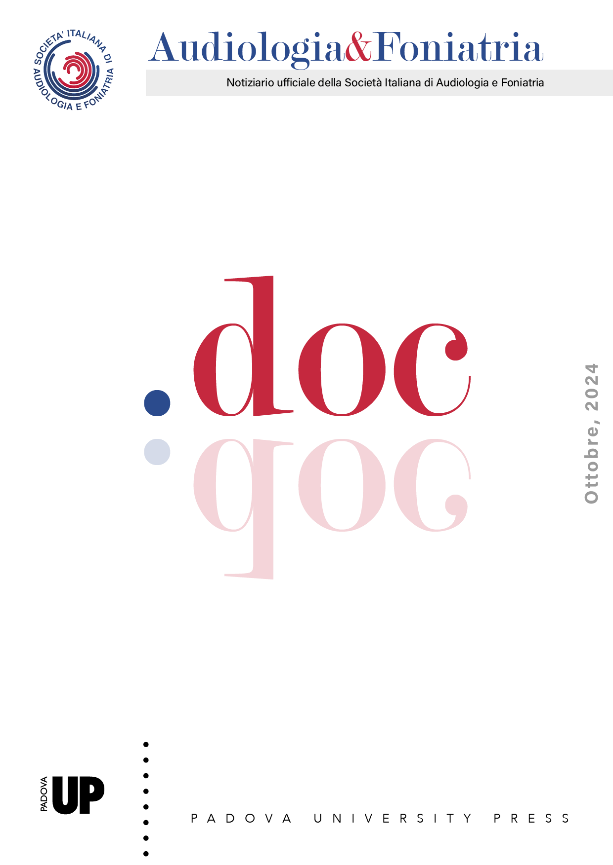 SOCIETA' ITALIANA DI
AUDIOLOGIA E FONIATRIA
Audiologia&Foniatria
Notiziario ufficiale della Società Italiana di Audiologia e Foniatria
.doc
Ottobre, 2024
PADOVA
UP
PADOVA UNIVERSITY PRESS